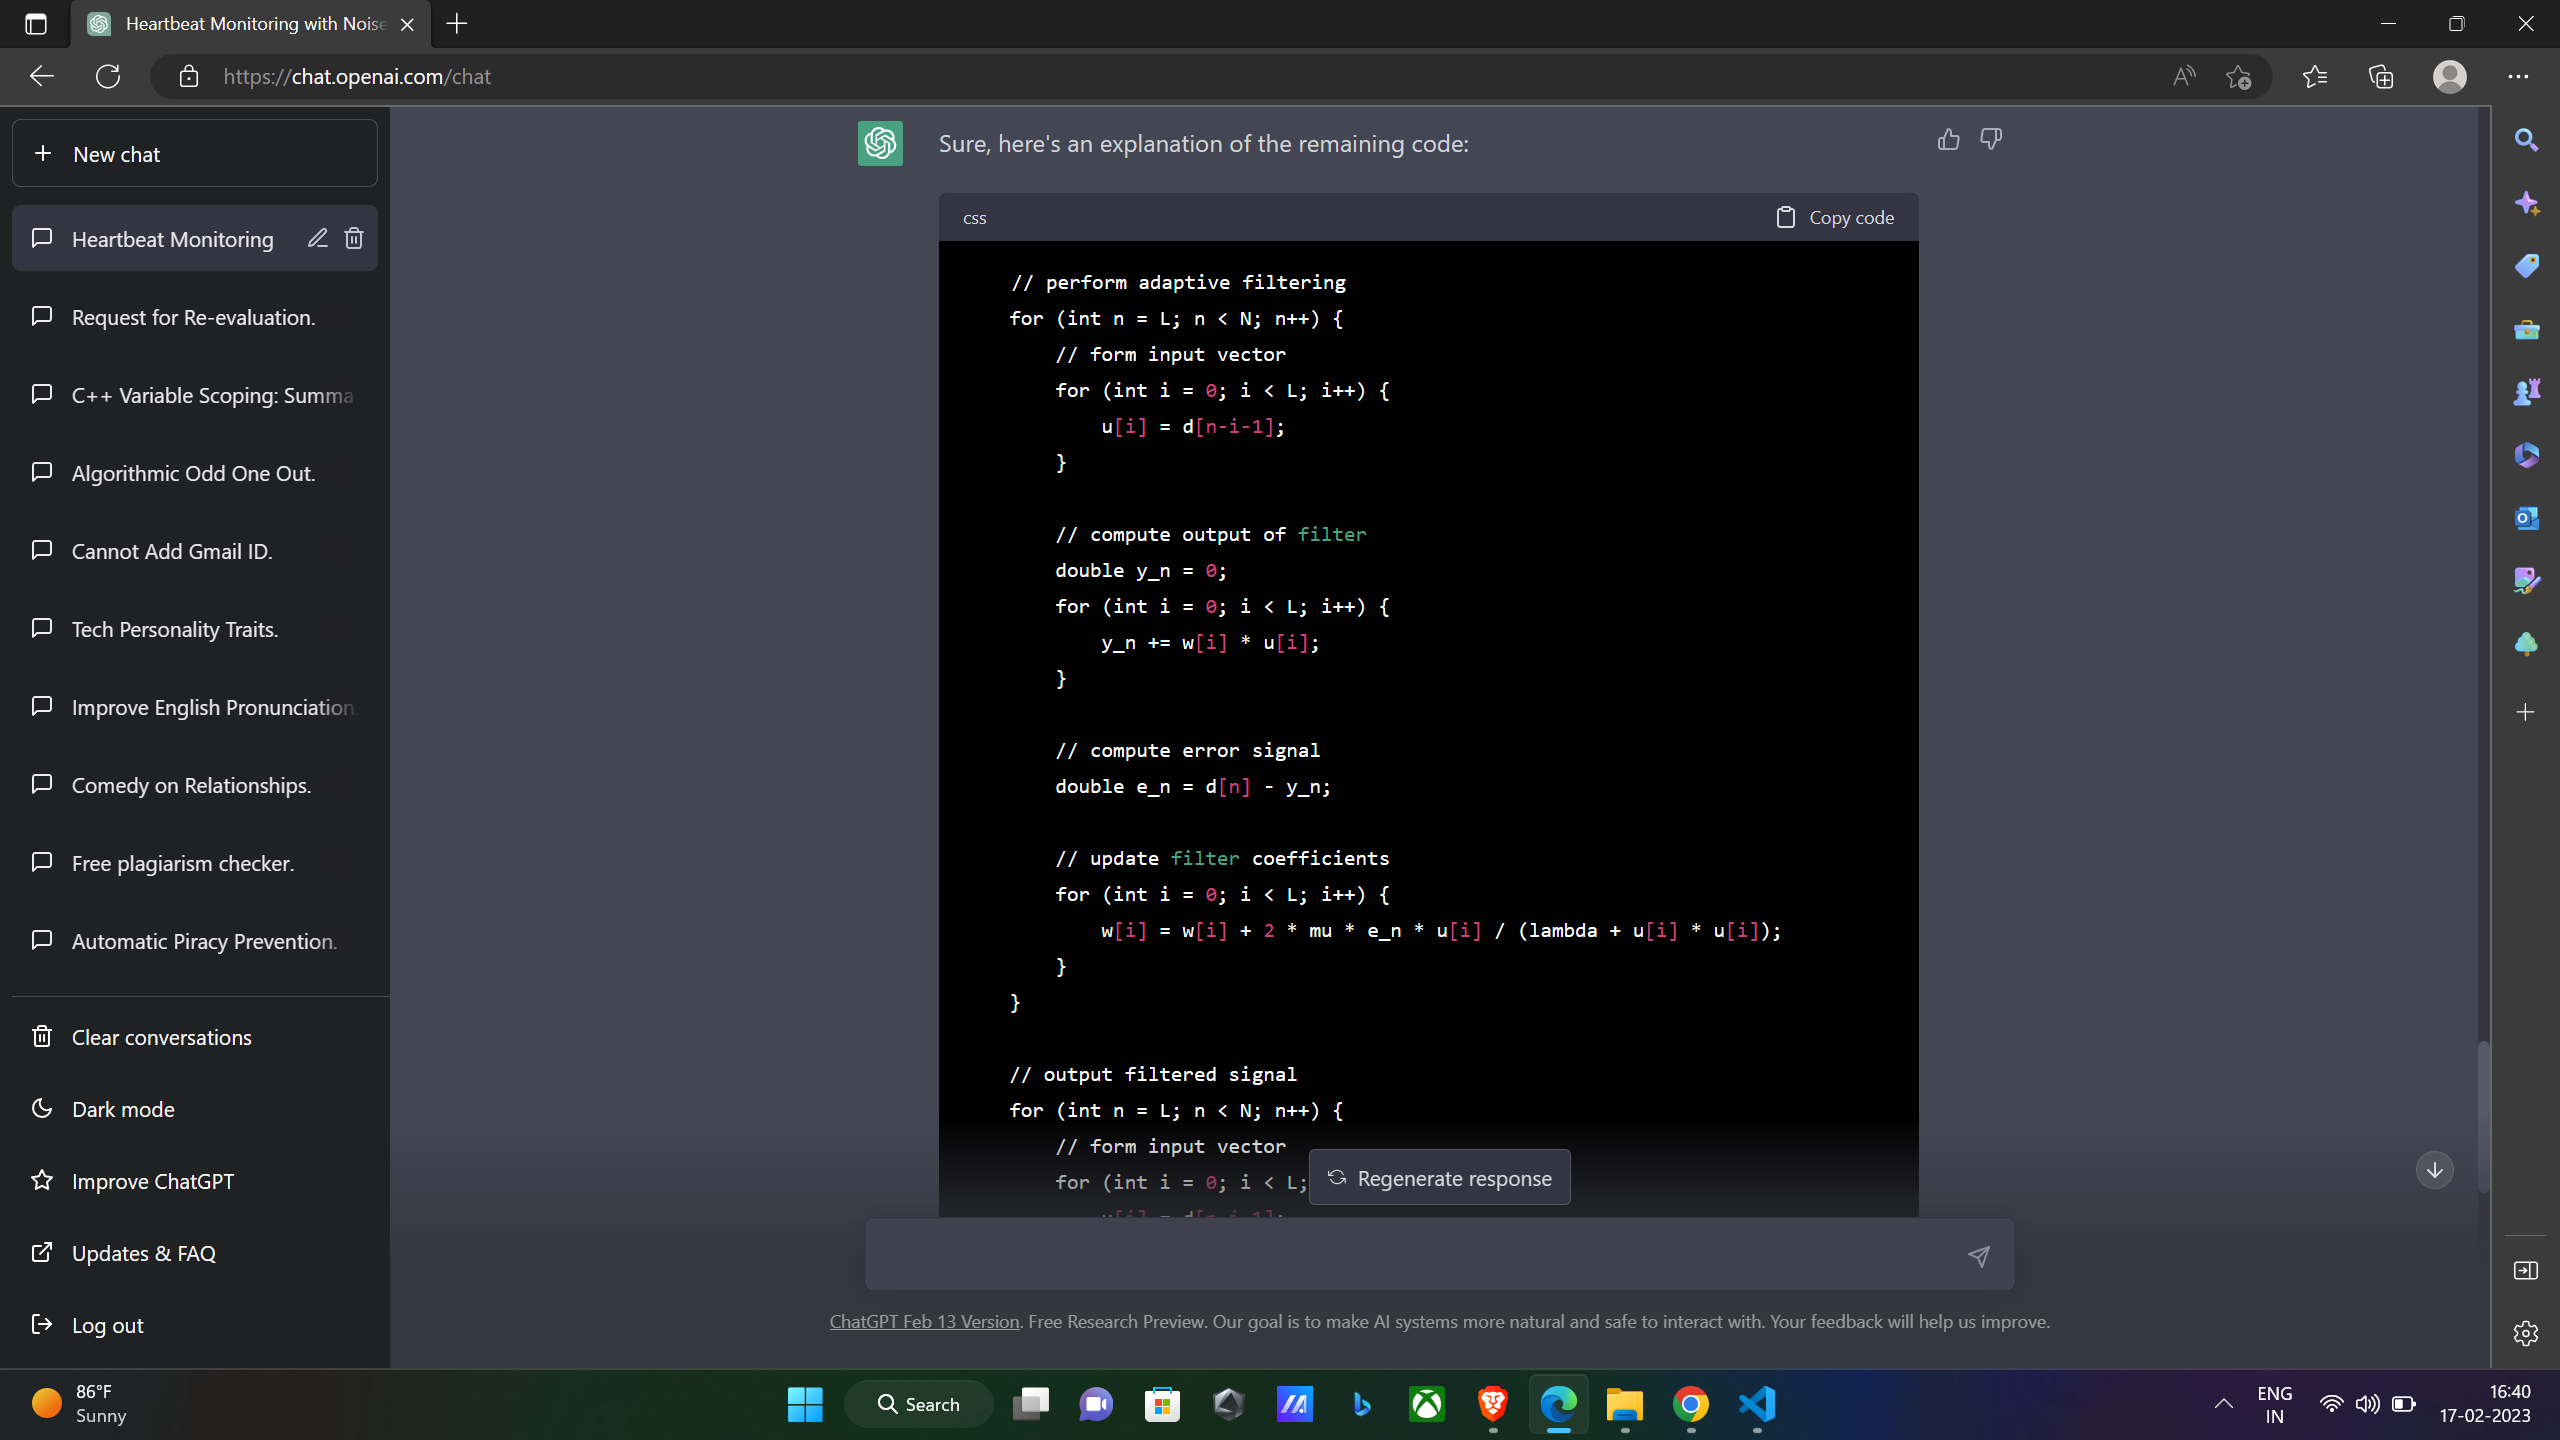 Heartbeat Monitoring with Noise
https://chat.openai.com/chat
New chat
Heartbeat Monitoring
Request for Re-evaluation.
C++ Variable Scoping: Summa
Algorithmic Odd One Out.
Cannot Add Gmail ID.
Tech Personality Traits.
Improve English Pronunciation.
Comedy on Relationships.
Free plagiarism checker.
Automatic Piracy Prevention.
Clear conversations
Dark mode
Improve ChatGPT
Updates & FAQ
Log out
Sure, here's an explanation of the remaining code:
css
Copy code
// perform adaptive filtering
for (int n = L; n < N; n++) {
// form input vector
for (int i = 0; i < L; i++) {
u[i] = d[n-i-1];
}
// compute output of filter
double y_n = 0;
for (int i = 0; i < L; i++) {
y_n += w[i] * u[i];
}
// compute error signal
double e_n = d[n] - y_n;
// update filter coefficients
for (int i = 0; i < L; i++) {
w[i] = w[i] + 2 * mu * e_n * u[i] / (lambda + u[i] * u[i]);
}
}
// output filtered signal
for (int n = L; n < N; n++) {
// form input vector
for (int i = 0; i < L;
Regenerate response
ChatGPT Feb 13 Version. Free Research Preview. Our goal is to make AI systems more natural and safe to interact with. Your feedback will help us improve.
86°F
Sunny
Search
ENG
IN
16:40
17-02-2023